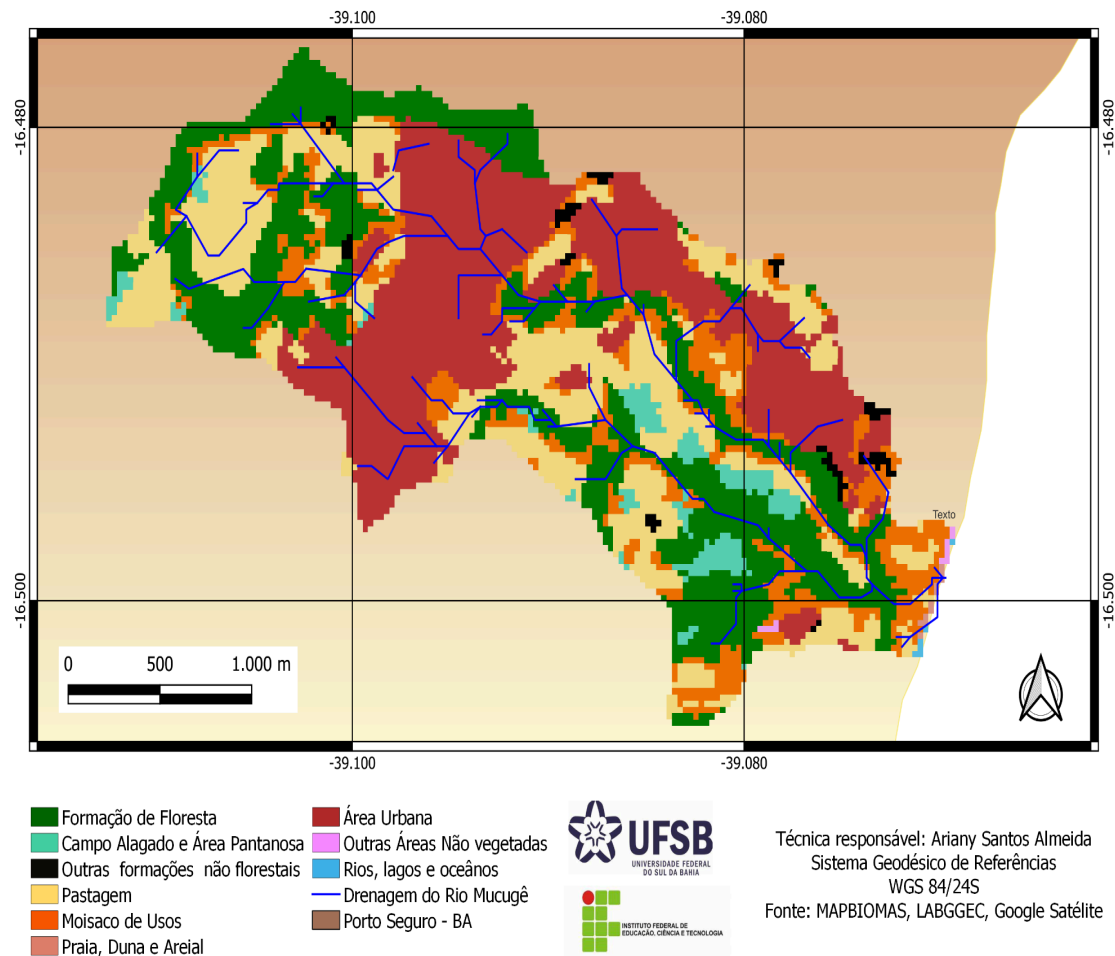 -39.100 -39.080
-16.480 -16.480
Texto
-16.500 -16.500
0 500 1.000 m
-39.100 -39.080
Formação de Floresta
Campo Alagado e Área Pantanosa
Outras formações não florestais
Pastagem
Moisaco de Usos
Praia, Duna e Areial
Área Urbana
Outras Áreas Não vegetadas
Rios, lagos e oceânos
Drenagem do Rio Mucugê
Porto Seguro - BA
UFSB
UNIVERSIDADE FEDERAL
DO SUL DA BAHIA
INSTITUTO FEDERAL DE
EDUCAÇÃO, CIÊNCIA E TECNOLOGIA
Técnica responsável: Ariany Santos Almeida
Sistema Geodésico de Referências
WGS 84/24S
Fonte: MAPBIOMAS, LABGGEC, Google Satélite